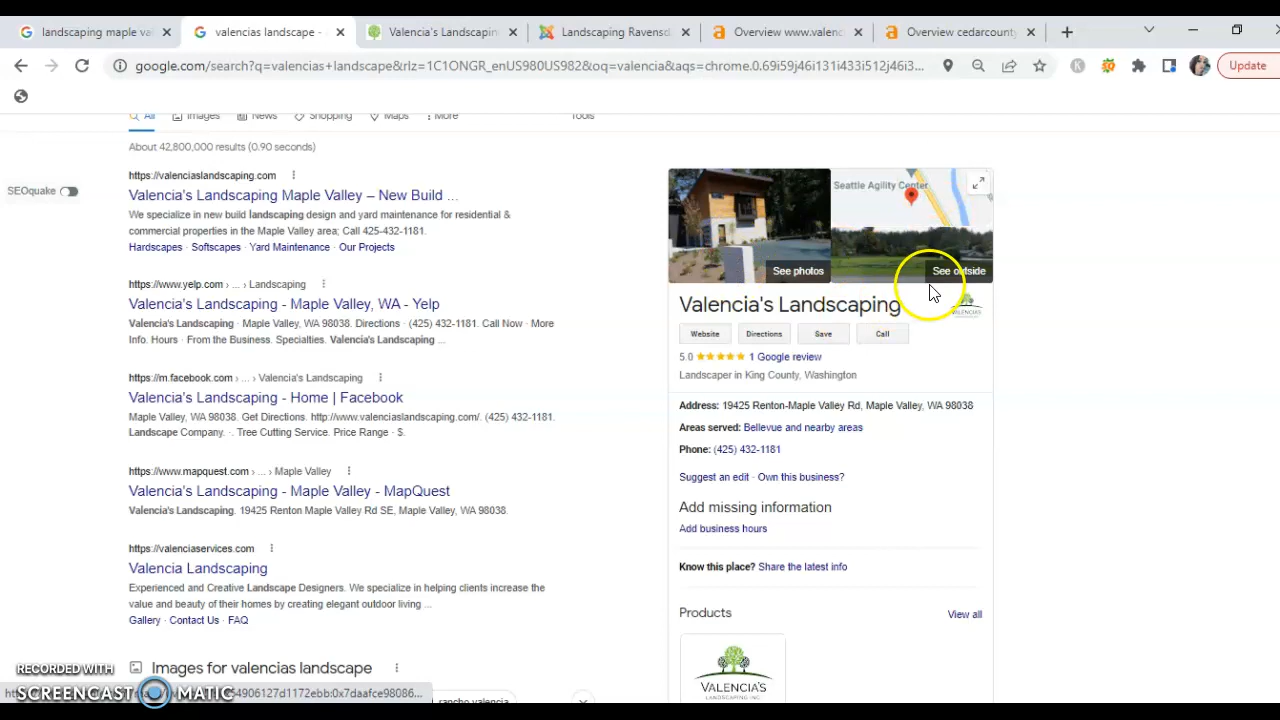 landscaping maple va
valencias landscape -
Valencia's Landscapin
Landscaping Ravensda
Overview www.valenc
Overview cedarcounty
google.com/search?q=valencias+landscape&rlz=1C1ONGR_enUS980US982&oq=valencia&aqs=chrome.0.69i59j46i131i433i512j46i3...
K
Update
All
Images
News
Shopping
Maps
More
Tools
About 42,800,000 results (0.90 seconds)
SEOquake
https://valenciaslandscaping.com
Valencia's Landscaping Maple Valley – New Build ...
We specialize in new build landscaping design and yard maintenance for residential &
commercial properties in the Maple Valley area; Call 425-432-1181.
Hardscapes · Softscapes · Yard Maintenance · Our Projects
https://www.yelp.com › ... › Landscaping
Valencia's Landscaping - Maple Valley, WA - Yelp
Valencia's Landscaping · Maple Valley, WA 98038. Directions · (425) 432-1181. Call Now · More
Info. Hours · From the Business. Specialties. Valencia's Landscaping ...
https://m.facebook.com › ... › Valencia's Landscaping
Valencia's Landscaping - Home | Facebook
Maple Valley, WA 98038. Get Directions. http://www.valenciaslandscaping.com/. (425) 432-1181.
Landscape Company. ·. Tree Cutting Service. Price Range · $.
https://www.mapquest.com › ... › Maple Valley
Valencia's Landscaping - Maple Valley - MapQuest
Valencia's Landscaping. 19425 Renton Maple Valley Rd SE, Maple Valley, WA 98038.
https://valenciaservices.com
Valencia Landscaping
Experienced and Creative Landscape Designers. We specialize in helping clients increase the
value and beauty of their homes by creating elegant outdoor living ...
Gallery · Contact Us · FAQ
Images for valencias landscape
rancho valencia
Seattle Agility Center
See photos
See outside
Valencia's Landscaping
VALENCIA'S
Website
Directions
Save
Call
5.0 ★★★★★ 1 Google review
Landscaper in King County, Washington
Address: 19425 Renton-Maple Valley Rd, Maple Valley, WA 98038
Areas served: Bellevue and nearby areas
Phone: (425) 432-1181
Suggest an edit · Own this business?
Add missing information
Add business hours
Know this place? Share the latest info
Products
View all
VALENCIA'S
LANDSCAPING INC
RECORDED WITH
SCREENCAST MATIC